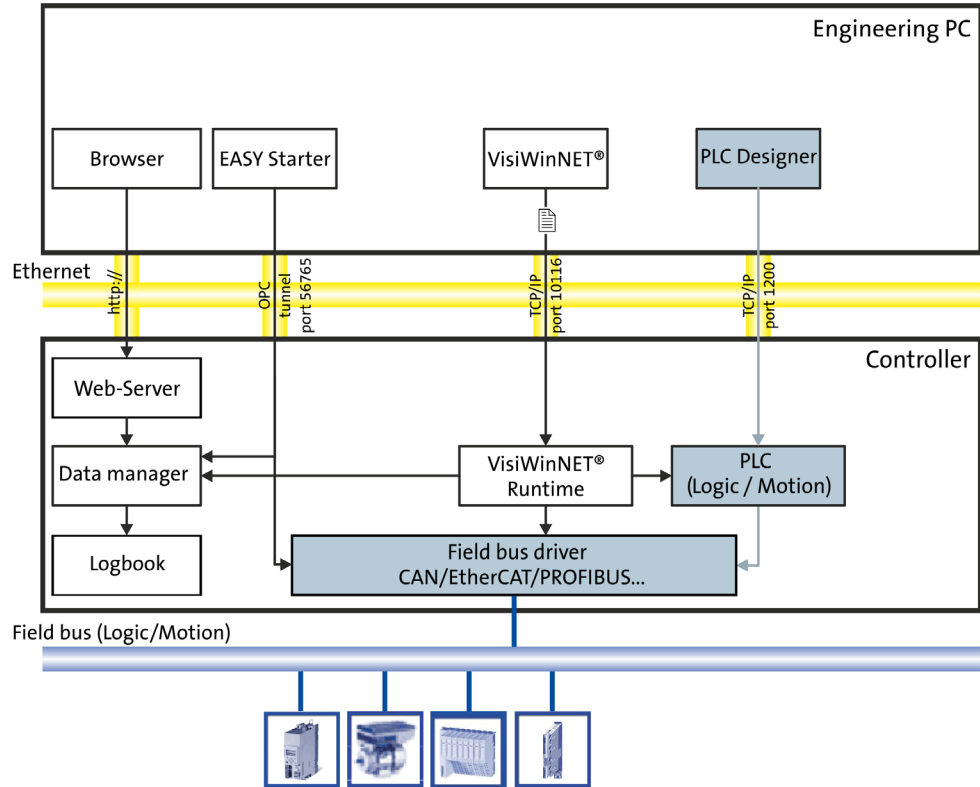 Engineering PC
Browser
EASY Starter
VisiWinNET®
PLC Designer
Ethernet
http://
OPC
tunnel
port 56765
TCP/IP
port 10116
TCP/IP
port 1200
Controller
Web-Server
Data manager
VisiWinNET®
Runtime
PLC
(Logic / Motion)
Logbook
Field bus driver
CAN/EtherCAT/PROFIBUS...
Field bus (Logic/Motion)